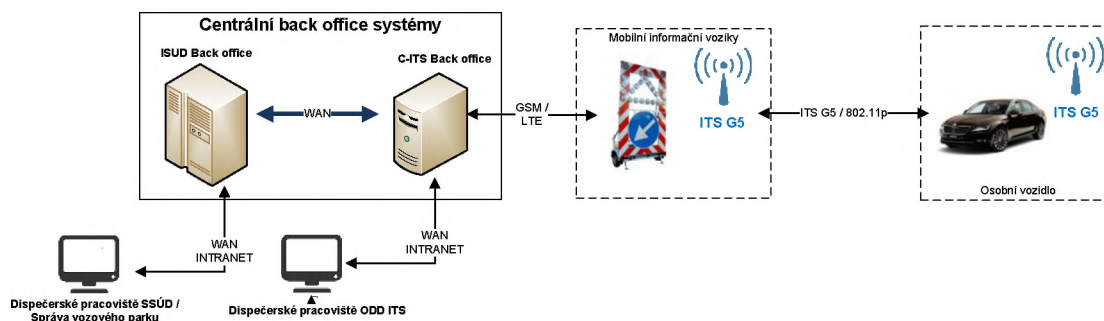 Centrální back office systémy
ISUD Back office
C-ITS Back office
WAN
GSM /
LTE
Mobilní informační vozíky
ITS G5
ITS G5 / 802.11p
ITS G5
Osobní vozidlo
WAN
INTRANET
WAN
INTRANET
Dispečerské pracoviště SSÚD /
Správa vozového parku
Dispečerské pracoviště ODD ITS